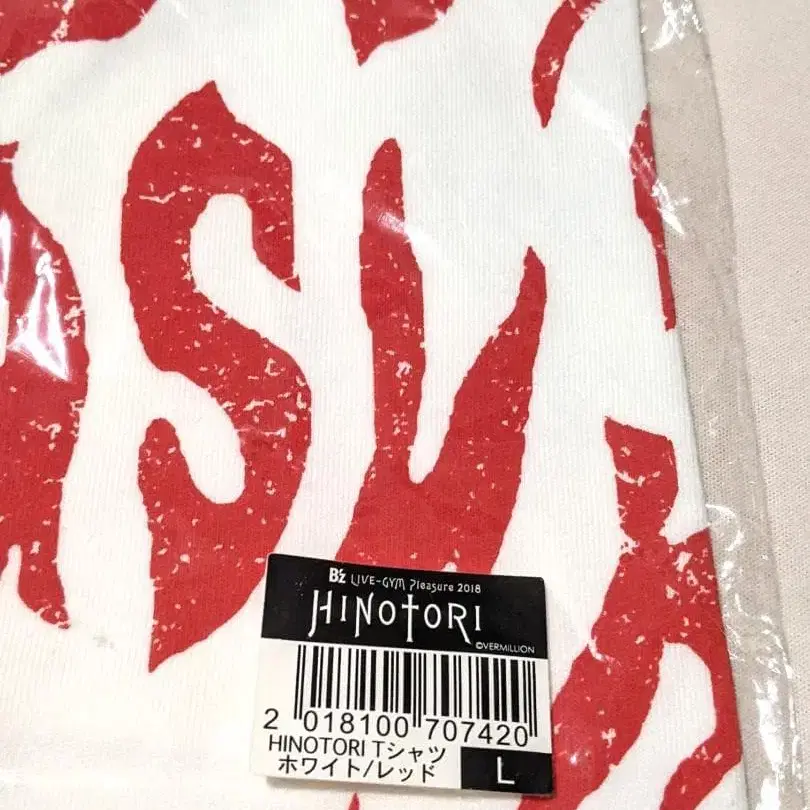 B'z LIVE-GYM Pleasure 2018
HINOTORI
©VERMILLION
2 018100 707420
HINOTORI Tシャツ
ホワイト/レッド L